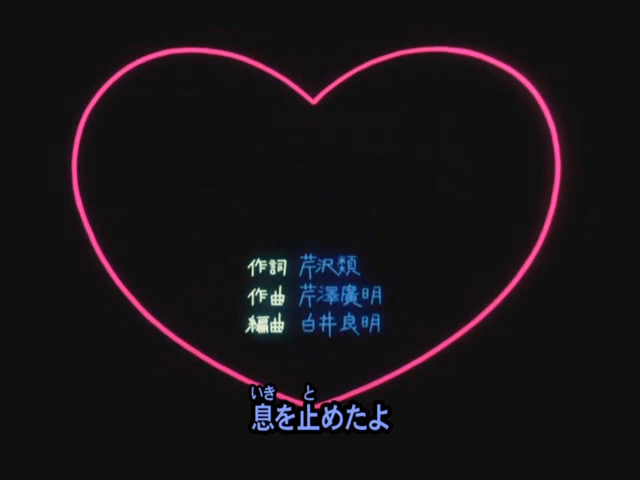 作詞 芹沢類
作曲 芹澤廣明
編曲 白井良明
いき と
息を止めたよ